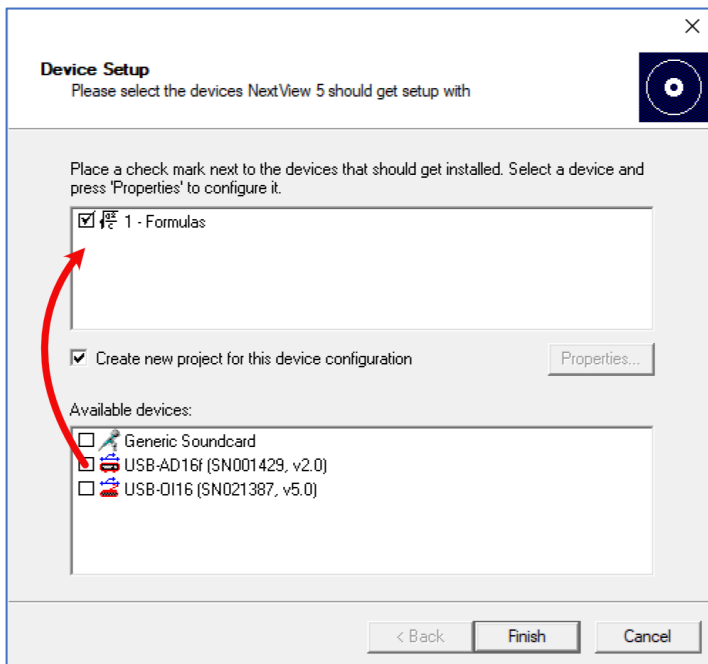 Device Setup
Please select the devices NextView 5 should get setup with
Place a check mark next to the devices that should get installed. Select a device and
press 'Properties' to configure it.
1 - Formulas
Create new project for this device configuration
Properties...
Available devices:
Generic Soundcard
USB-AD16f (SN001429, v2.0)
USB-OI16 (SN021387, v5.0)
< Back
Finish
Cancel